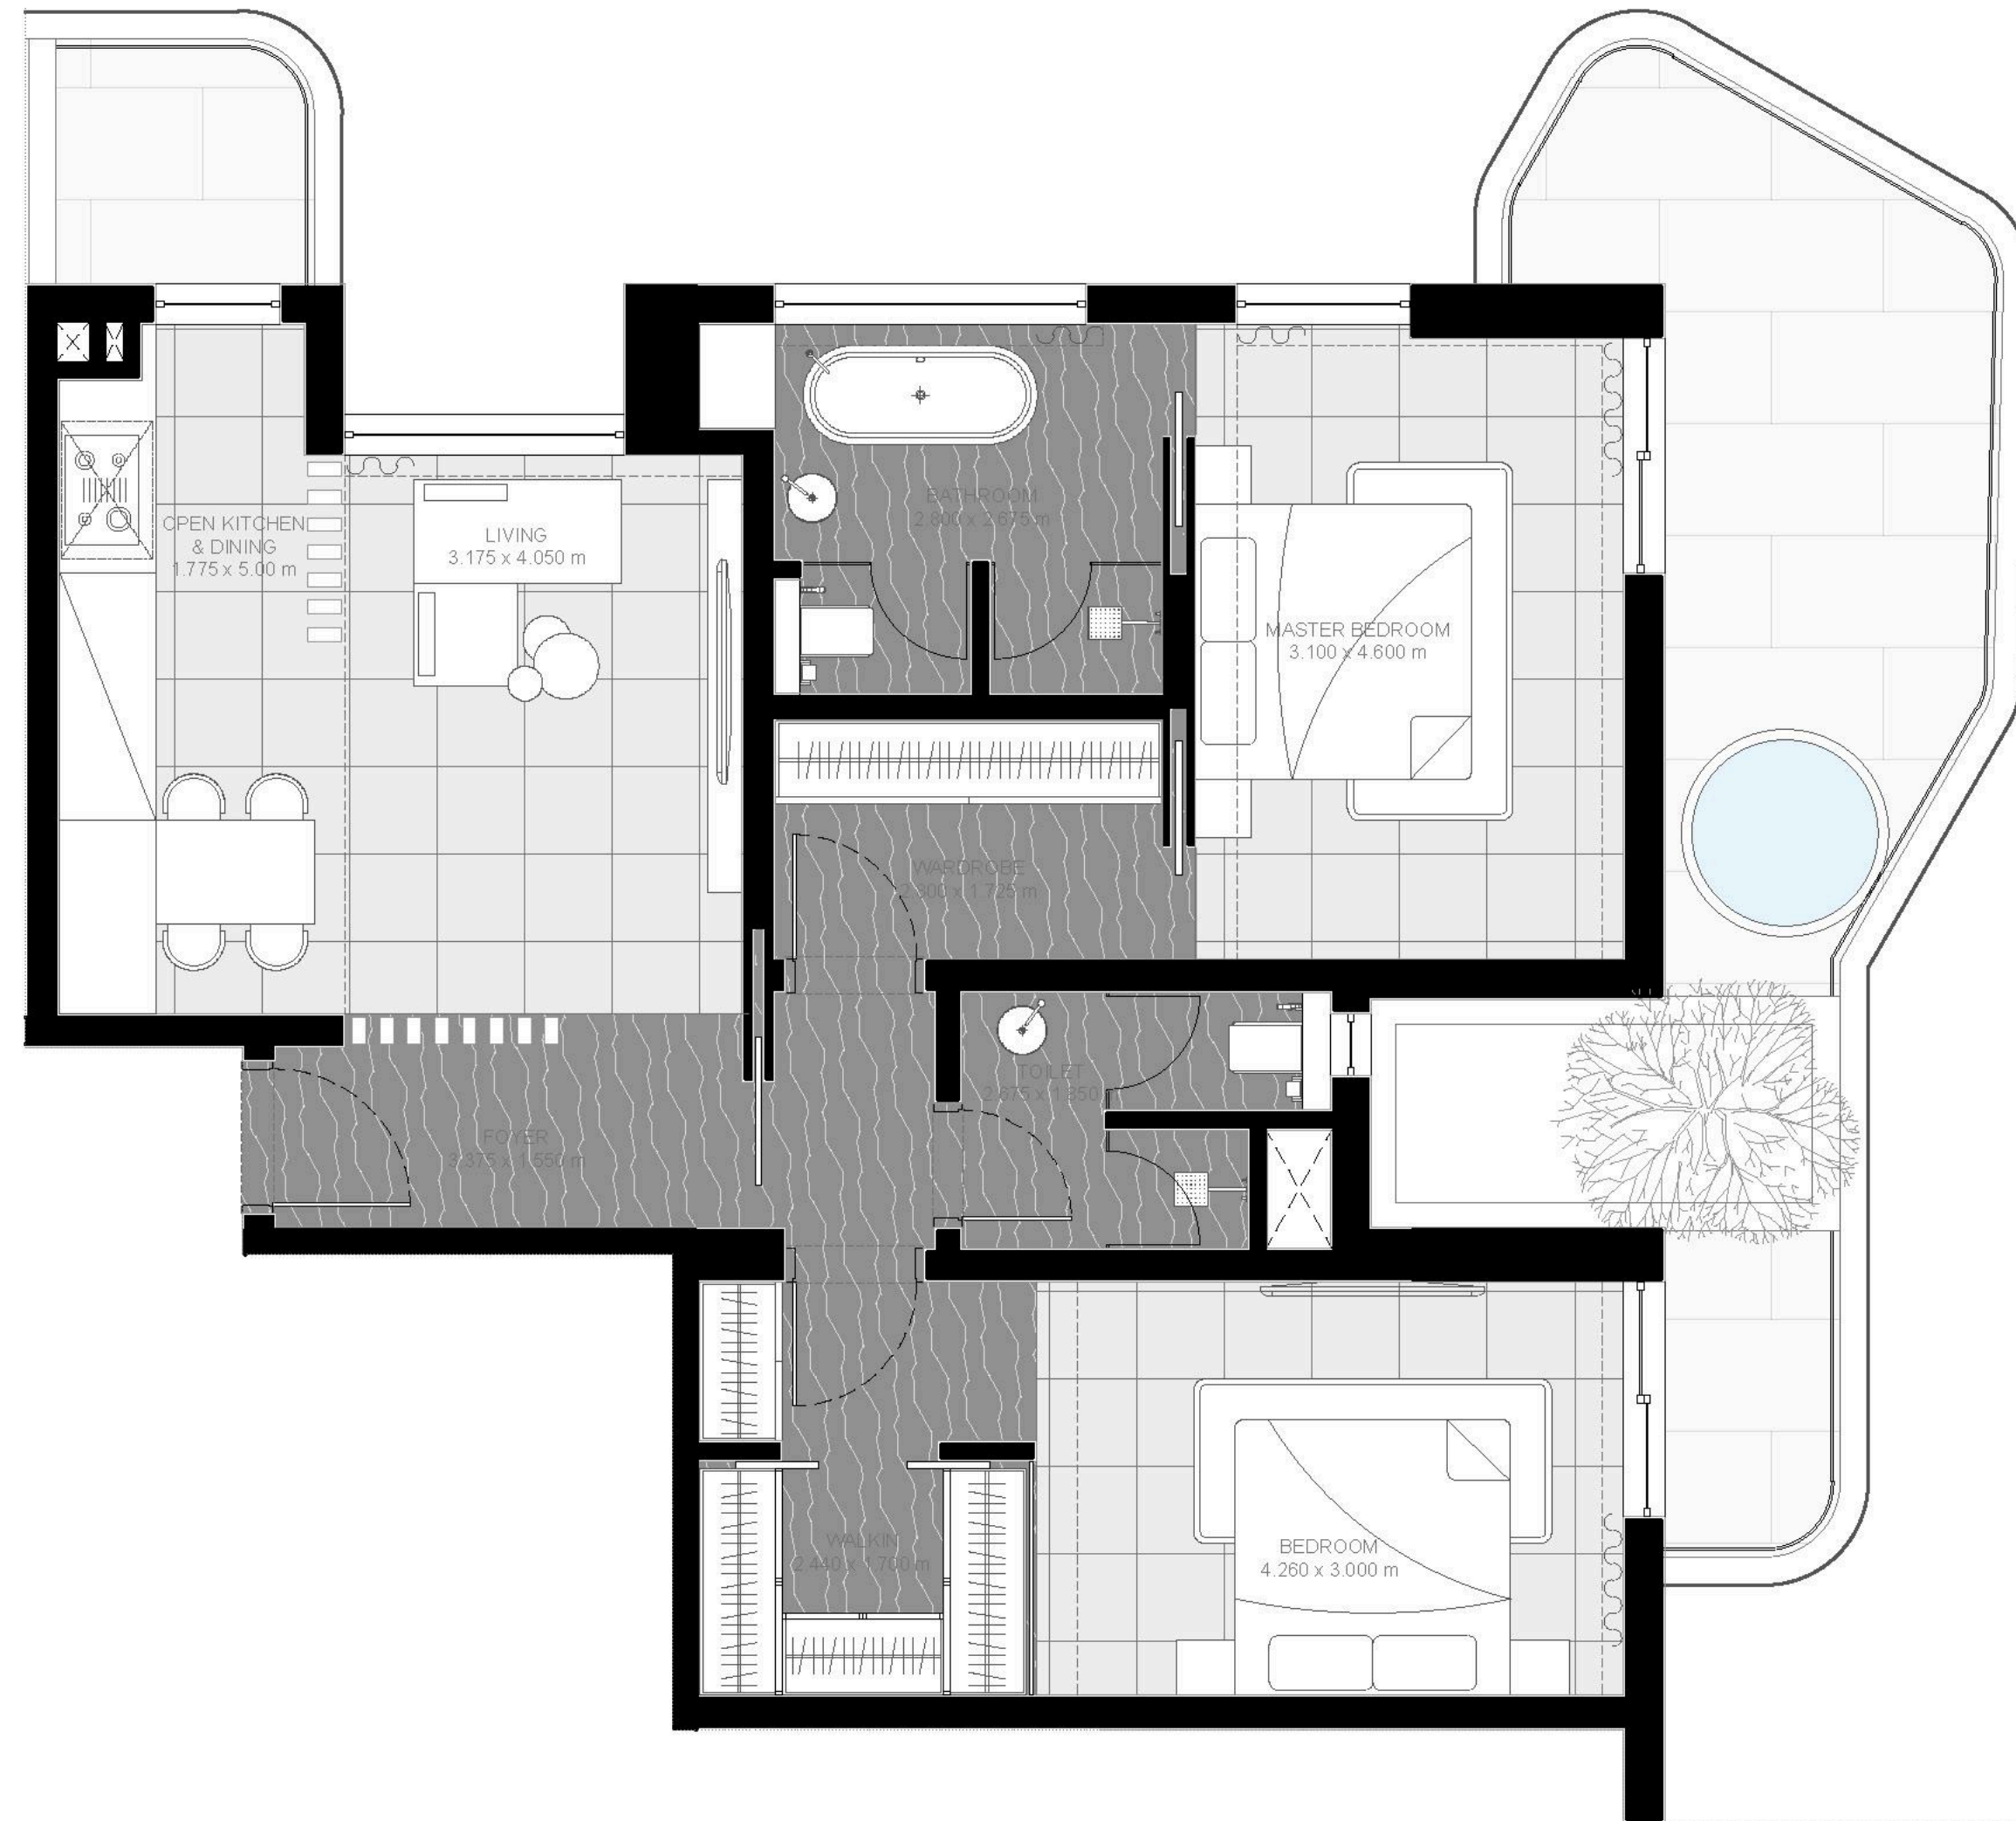 OPEN KITCHEN
& DINING
1.775 x 5.00 m
LIVING
3.175 x 4.050 m
BATHROOM
2.800 x 2.675 m
MASTER BEDROOM
3.100 x 4.600 m
WARDROBE
2.800 x 1.725 m
TOILET
2.675 x 1.850 m
FOYER
3.375 x 1.550 m
WALKIN
2.440 x 1.700 m
BEDROOM
4.260 x 3.000 m